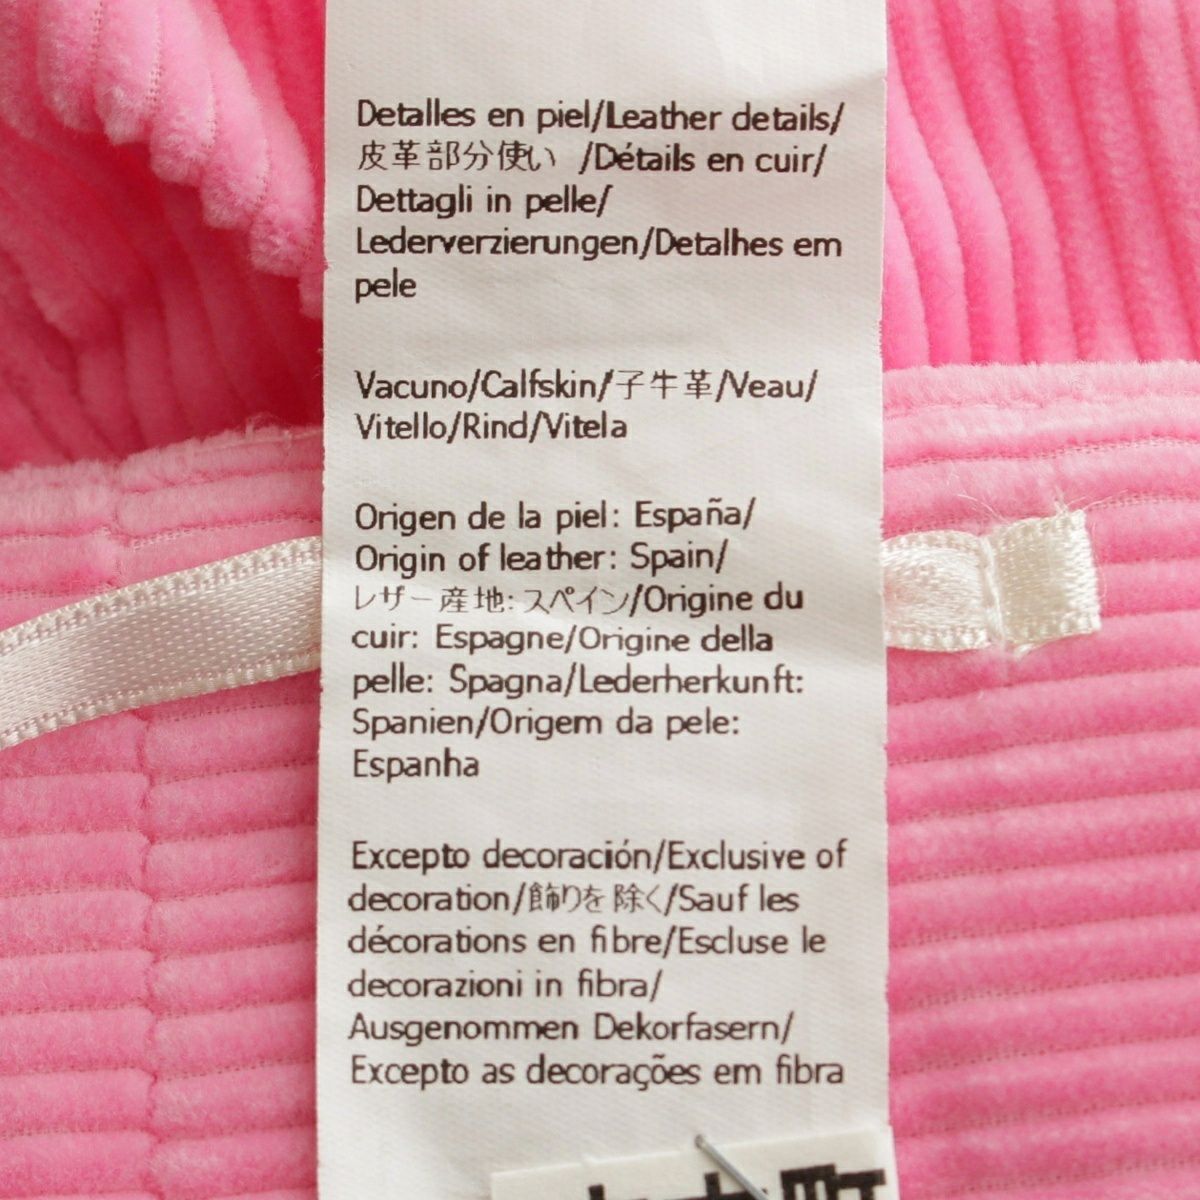 Detalles en piel/Leather details/
皮革部分使い /Détails en cuir/
Dettagli in pelle/
Lederverzierungen/Detalhes em
pele
Vacuno/Calfskin/子牛革/Veau/
Vitello/Rind/Vitela
Origen de la piel: España/
Origin of leather: Spain/
レザー産地: スペイン/Origine du
cuir: Espagne/Origine della
pelle: Spagna/Lederherkunft:
Spanien/Origem da pele:
Espanha
Excepto decoración/Exclusive of
decoration/飾りを除く/Sauf les
décorations en fibre/Escluse le
decorazioni in fibra/
Ausgenommen Dekorfasern/
Excepto as decorações em fibra